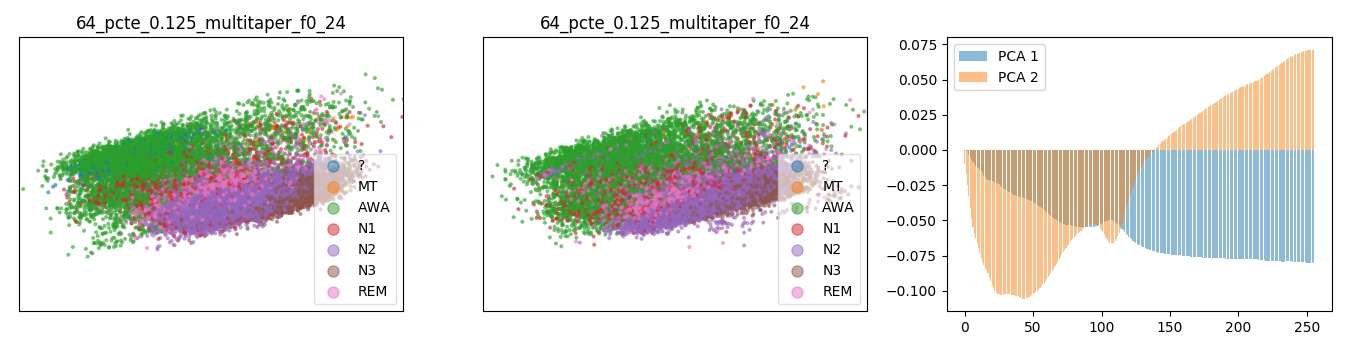 64_pcte_0.125_multitaper_f0_24
?
MT
AWA
N1
N2
N3
REM
64_pcte_0.125_multitaper_f0_24
?
MT
AWA
N1
N2
N3
REM
PCA 1
PCA 2
0.075
0.050
0.025
0.000
−0.025
−0.050
−0.075
−0.100
0 50 100 150 200 250